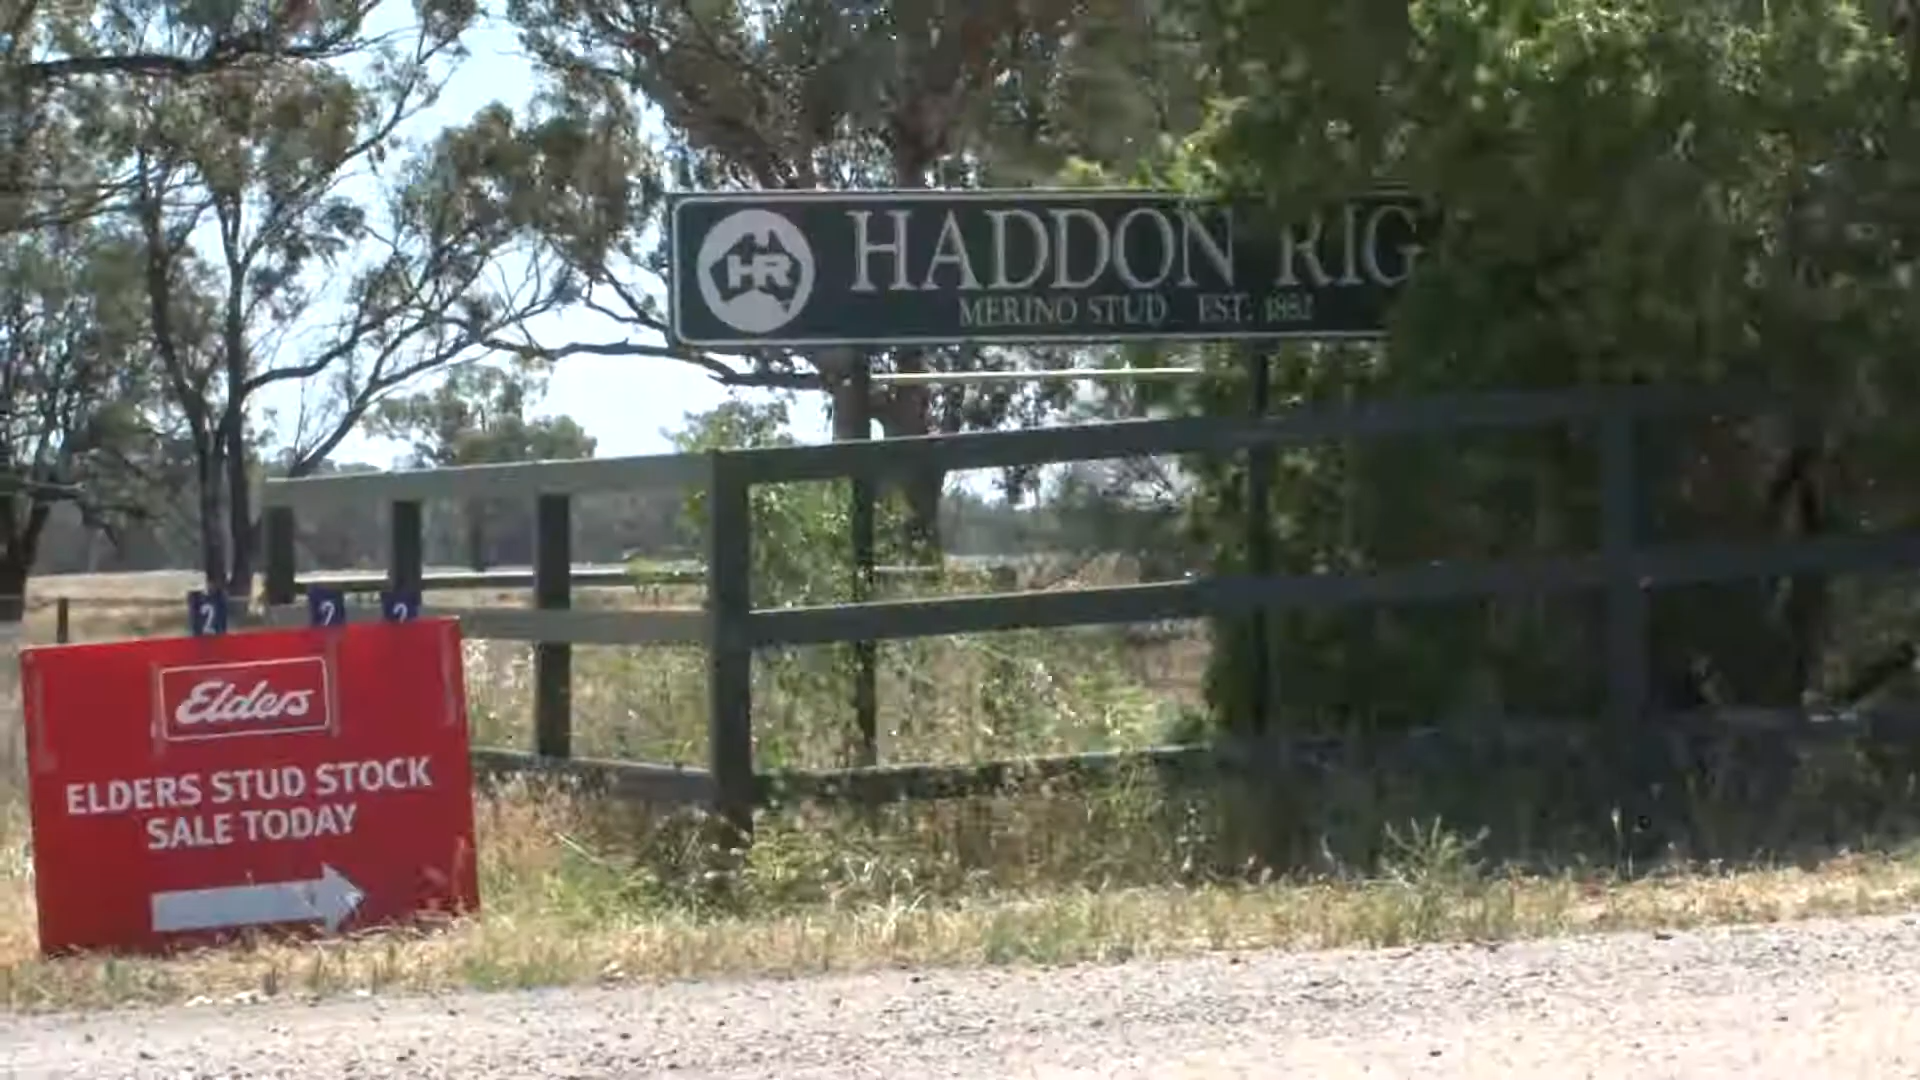 HR
HADDON RIG
MERINO STUD EST. 1882
2 2 2
Elders
ELDERS STUD STOCK
SALE TODAY